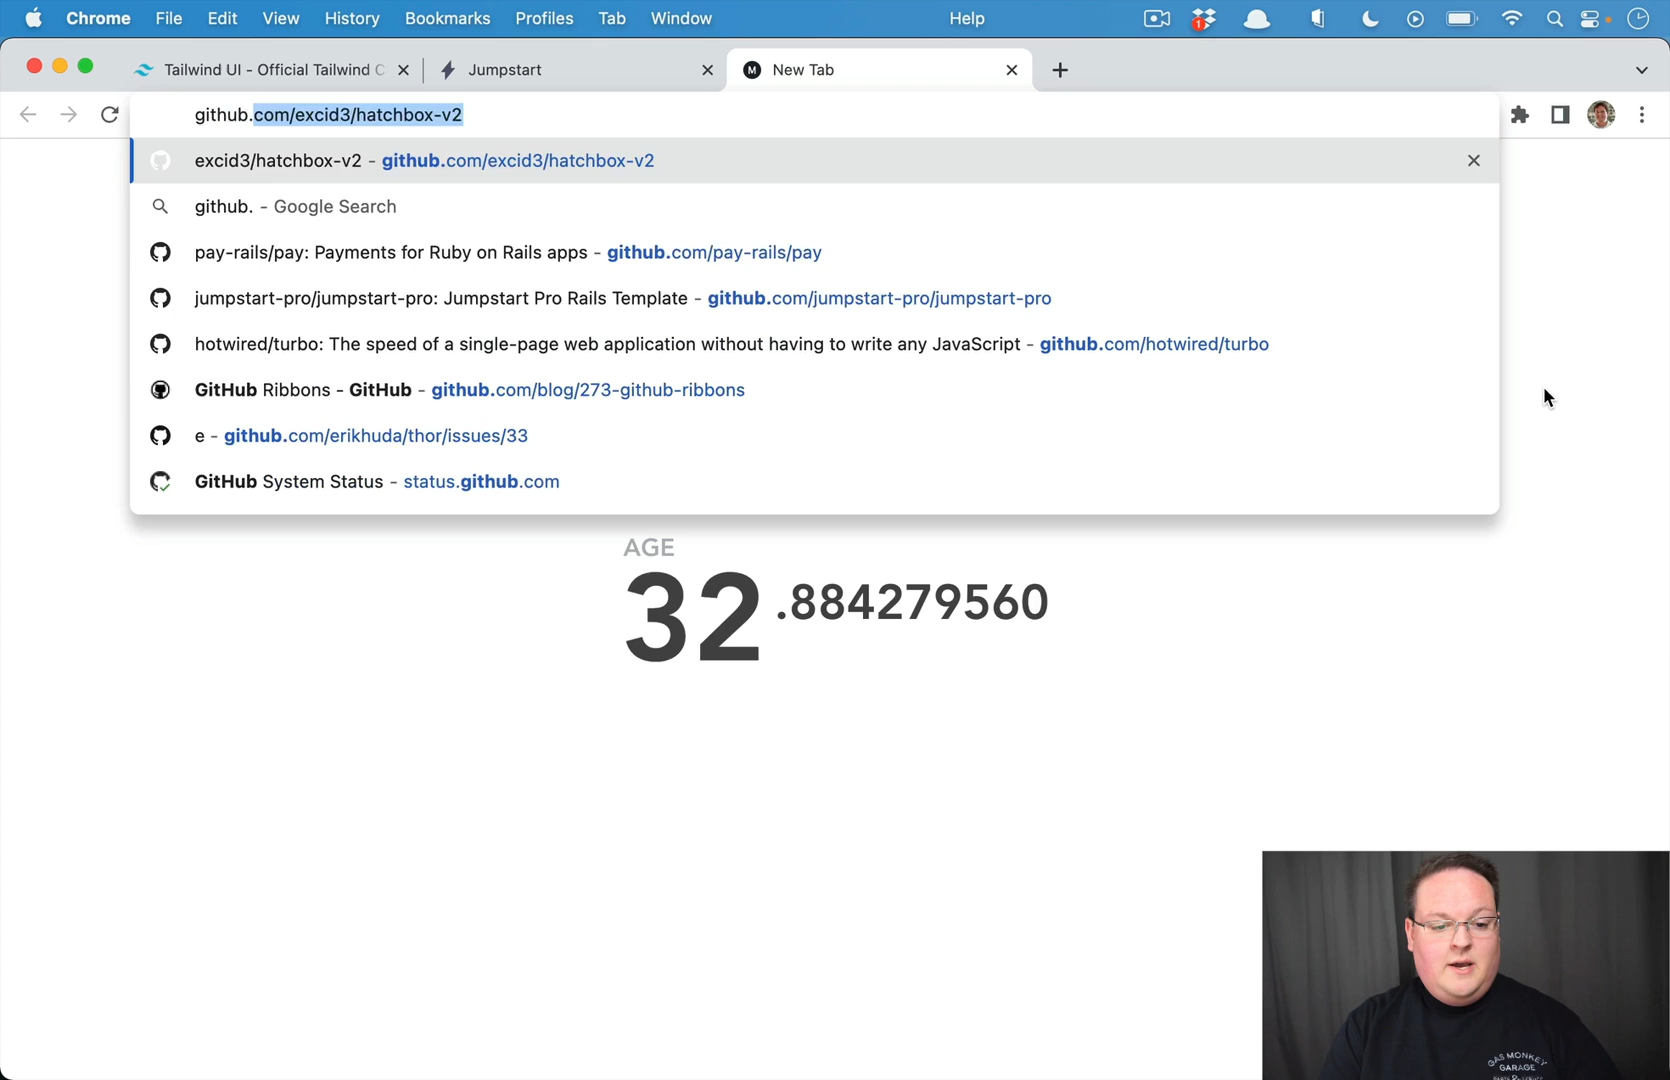 Chrome File Edit View History Bookmarks Profiles Tab Window Help
1
Tailwind UI - Official Tailwind C
Jumpstart
M New Tab
github.com/excid3/hatchbox-v2
excid3/hatchbox-v2 - github.com/excid3/hatchbox-v2
github. - Google Search
pay-rails/pay: Payments for Ruby on Rails apps - github.com/pay-rails/pay
jumpstart-pro/jumpstart-pro: Jumpstart Pro Rails Template - github.com/jumpstart-pro/jumpstart-pro
hotwired/turbo: The speed of a single-page web application without having to write any JavaScript - github.com/hotwired/turbo
GitHub Ribbons - GitHub - github.com/blog/273-github-ribbons
e - github.com/erikhuda/thor/issues/33
GitHub System Status - status.github.com
AGE
32.884279560
GAS MONKEY
GARAGE